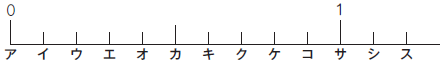 0 1
ア イ ウ エ オ カ キ ク ケ コ サ シ ス